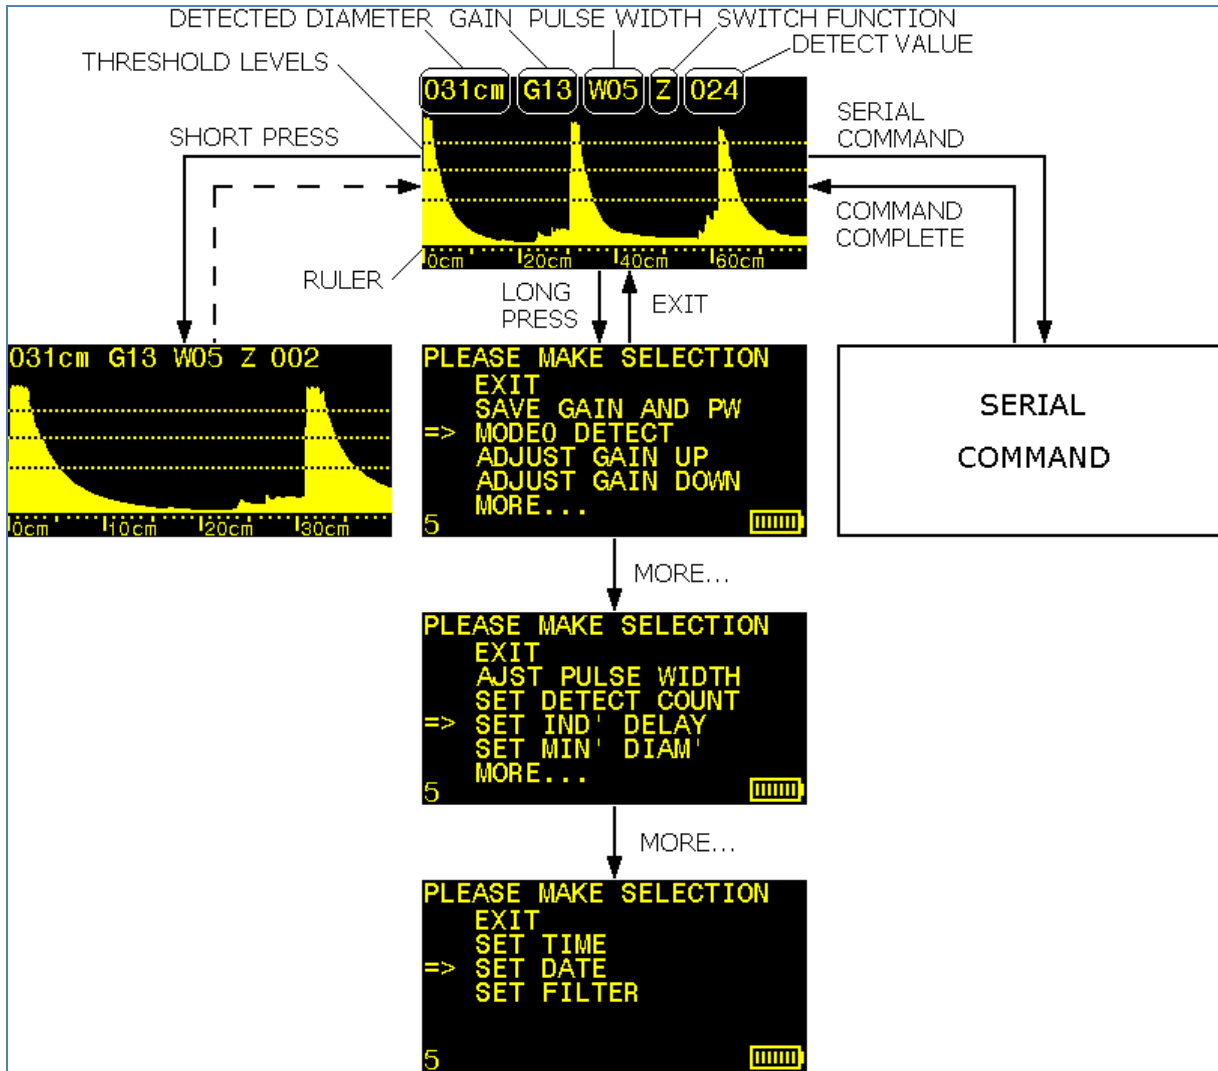 DETECTED DIAMETER GAIN PULSE WIDTH SWITCH FUNCTION
DETECT VALUE
THRESHOLD LEVELS
031cm G13 W05 Z 024
SHORT PRESS
SERIAL
COMMAND
COMMAND
COMPLETE
0cm 20cm 40cm 60cm
RULER
LONG
PRESS
EXIT
031cm G13 W05 Z 002
0cm 10cm 20cm 30cm
PLEASE MAKE SELECTION
EXIT
SAVE GAIN AND PW
=> MODE0 DETECT
ADJUST GAIN UP
ADJUST GAIN DOWN
MORE...
5
SERIAL
COMMAND
MORE...
PLEASE MAKE SELECTION
EXIT
AJST PULSE WIDTH
SET DETECT COUNT
=> SET IND' DELAY
SET MIN' DIAM'
MORE...
5
MORE...
PLEASE MAKE SELECTION
EXIT
SET TIME
=> SET DATE
SET FILTER
5